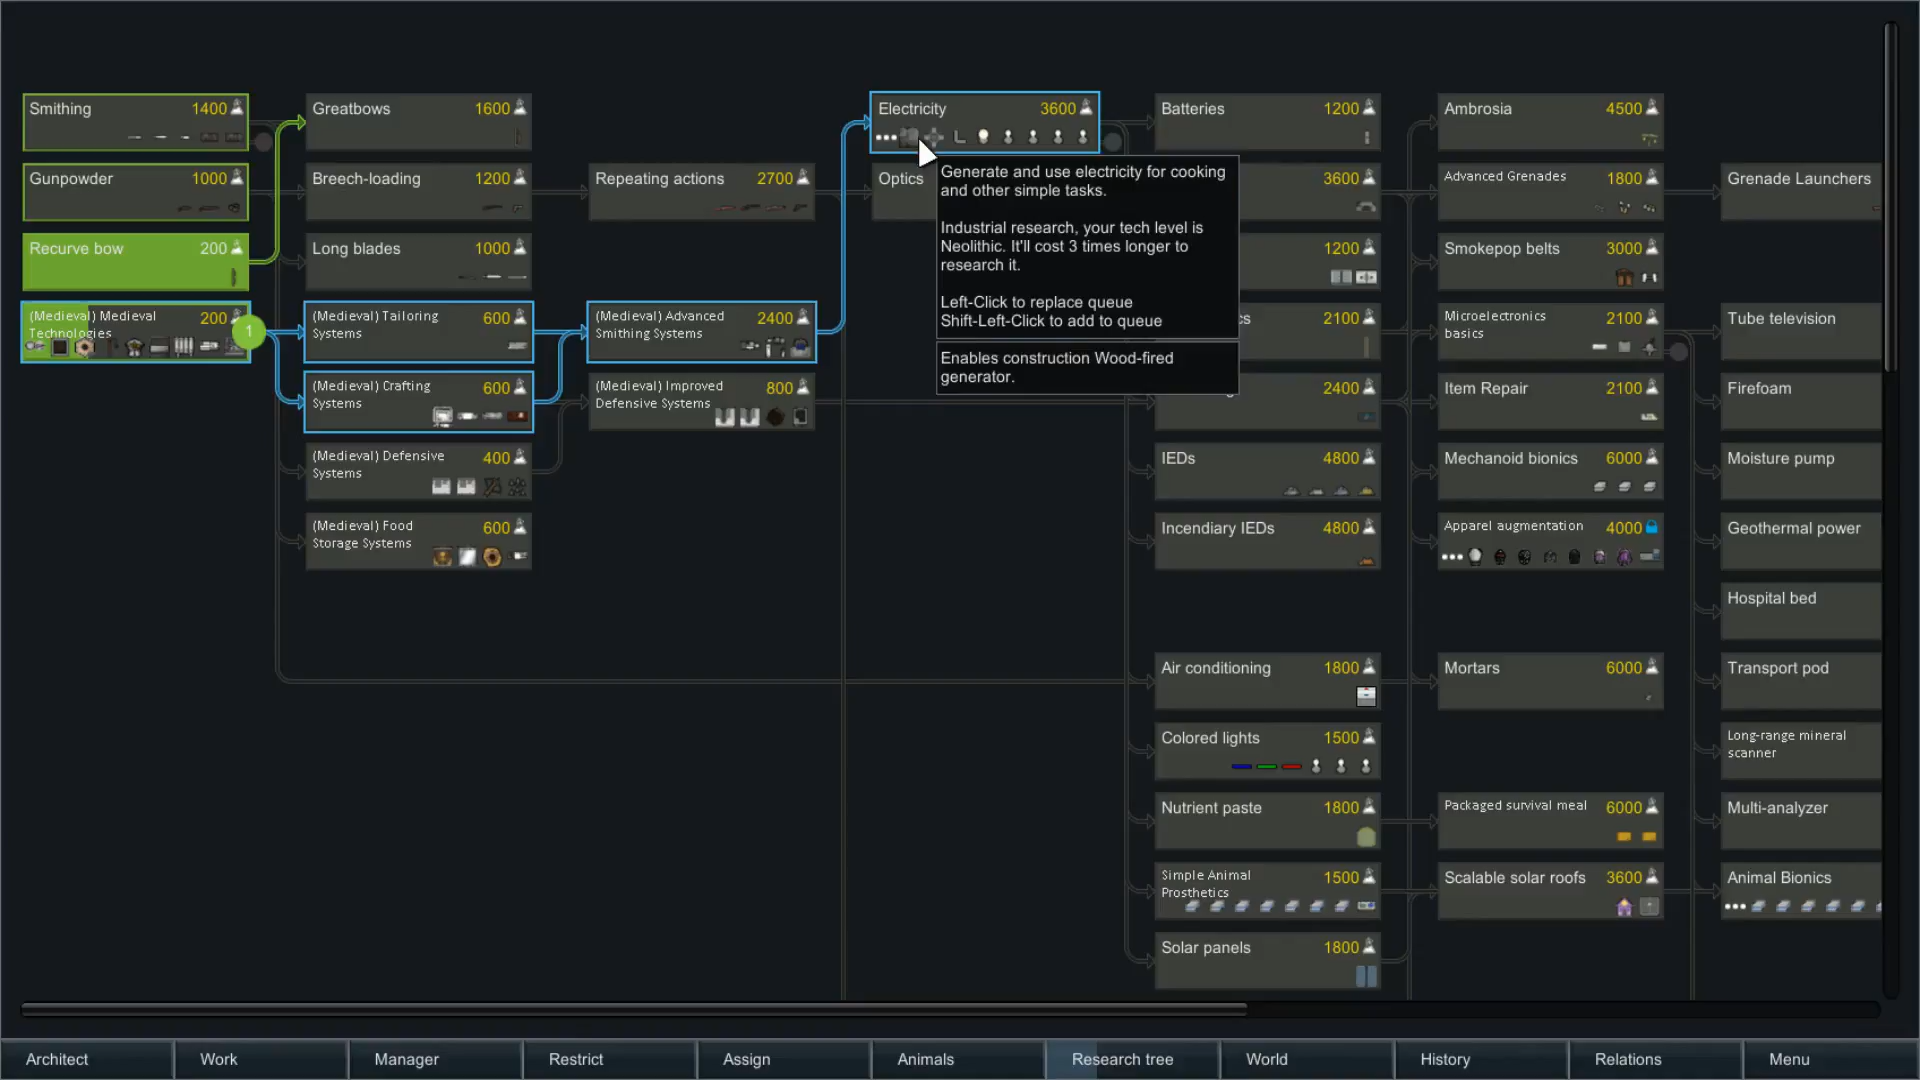 Smithing 1400
Greatbows 1600
Electricity 3600
Batteries 1200
Ambrosia 4500
Gunpowder 1000
Breech-loading 1200
Repeating actions 2700
Optics
3600
Advanced Grenades 1800
Grenade Launchers
Generate and use electricity for cooking
and other simple tasks.
Industrial research, your tech level is
Neolithic. It'll cost 3 times longer to
research it.
Left-Click to replace queue
Shift-Left-Click to add to queue
Enables construction Wood-fired
generator.
Recurve bow 200
Long blades 1000
1200
Smokepop belts 3000
(Medieval) Medieval
Technologies 200
1
(Medieval) Tailoring
Systems 600
(Medieval) Advanced
Smithing Systems 2400
2100
Microelectronics
basics 2100
Tube television
(Medieval) Crafting
Systems 600
(Medieval) Improved
Defensive Systems 800
2400
Item Repair 2100
Firefoam
(Medieval) Defensive
Systems 400
IEDs 4800
Mechanoid bionics 6000
Moisture pump
(Medieval) Food
Storage Systems 600
Incendiary IEDs 4800
Apparel augmentation 4000
Geothermal power
Hospital bed
Air conditioning 1800
Mortars 6000
Transport pod
Colored lights 1500
Long-range mineral
scanner
Nutrient paste 1800
Packaged survival meal 6000
Multi-analyzer
Simple Animal
Prosthetics 1500
Scalable solar roofs 3600
Animal Bionics
Solar panels 1800
Architect
Work
Manager
Restrict
Assign
Animals
Research tree
World
History
Relations
Menu